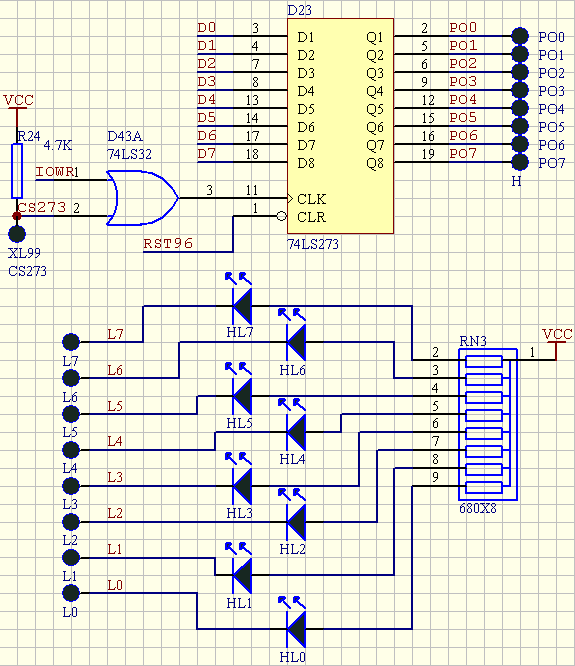 D23
D0 3 D1 Q1 2 PO0 PO0
D1 4 D2 Q2 5 PO1 PO1
D2 7 D3 Q3 6 PO2 PO2
D3 8 D4 Q4 9 PO3 PO3
D4 13 D5 Q5 12 PO4 PO4
D5 14 D6 Q6 15 PO5 PO5
D6 17 D7 Q7 16 PO6 PO6
D7 18 D8 Q8 19 PO7 PO7
H
VCC
R24
4.7K
D43A
74LS32
IOWR 1
CS273 2
3 11 CLK
1 CLR
RST96
74LS273
XL99
CS273
HL7
L7
L7
HL6
L6
L6
HL5
L5
L5
HL4
L4
L4
HL3
L3
L3
HL2
L2
L2
HL1
L1
L1
HL0
L0
L0
RN3
VCC
2 1
3
4
5
6
7
8
9
680X8